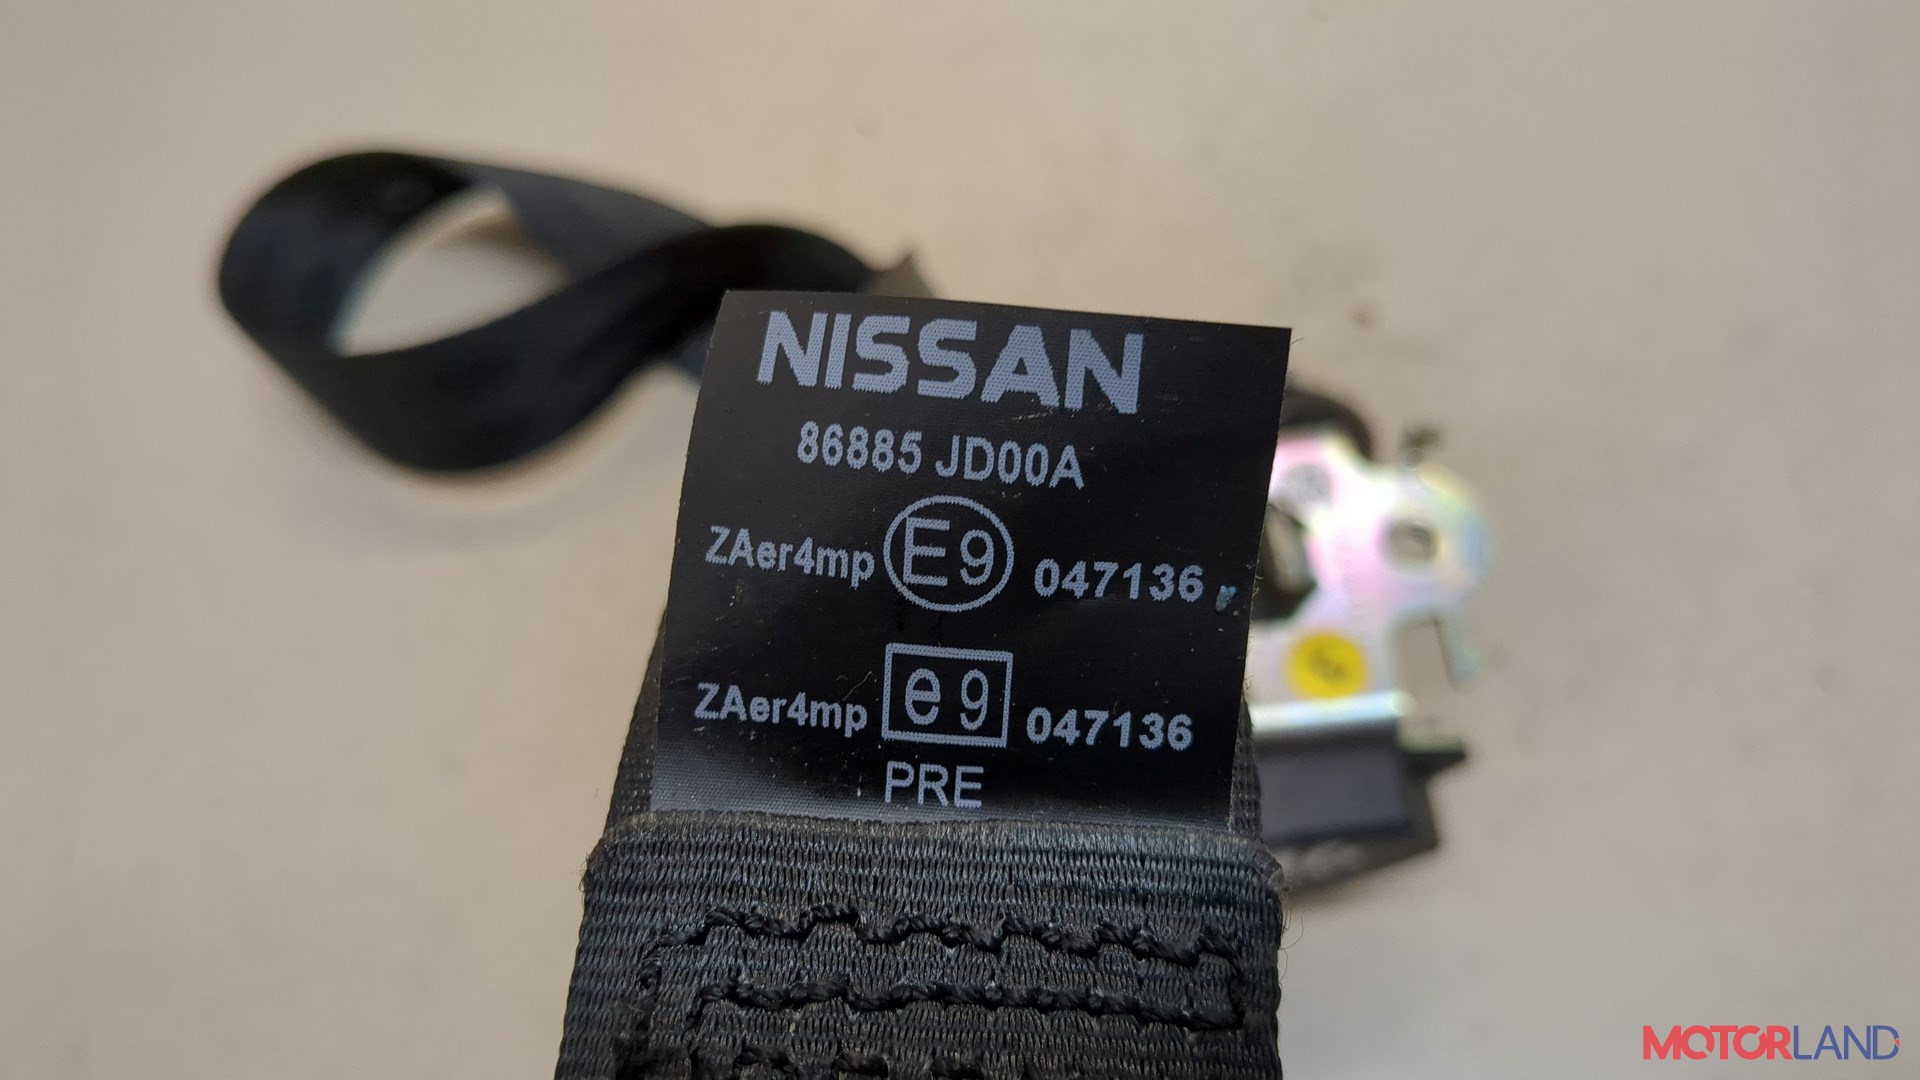 NISSAN
86885 JD00A
ZAer4mp E9 047136
ZAer4mp e9 047136
PRE
MOTORLAND